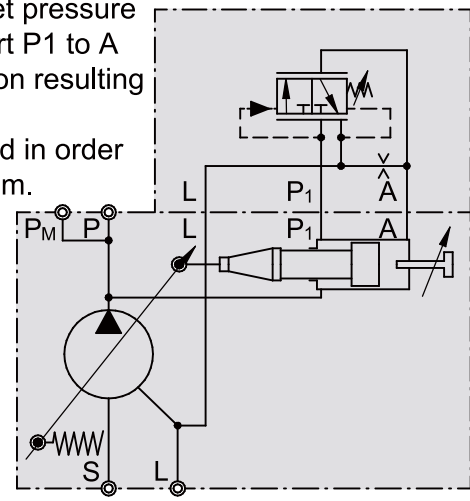 et pressure
rt P1 to A
on resulting
d in order
m.
L P1 A
PM P L P1 A
S L